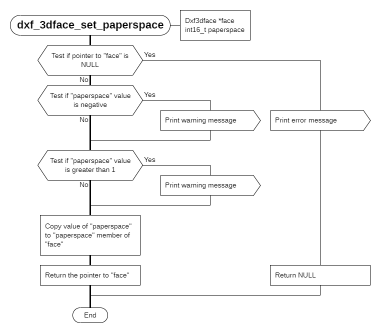 dxf_3dface_set_paperspace
Dxf3dface *face
int16_t paperspace
Test if pointer to "face" is
NULL
Yes
No
Test if "paperspace" value
is negative
Yes
No
Print warning message
Print error message
Test if "paperspace" value
is greater than 1
Yes
No
Print warning message
Copy value of "paperspace"
to "paperspace" member of
"face"
Return the pointer to "face"
Return NULL
End